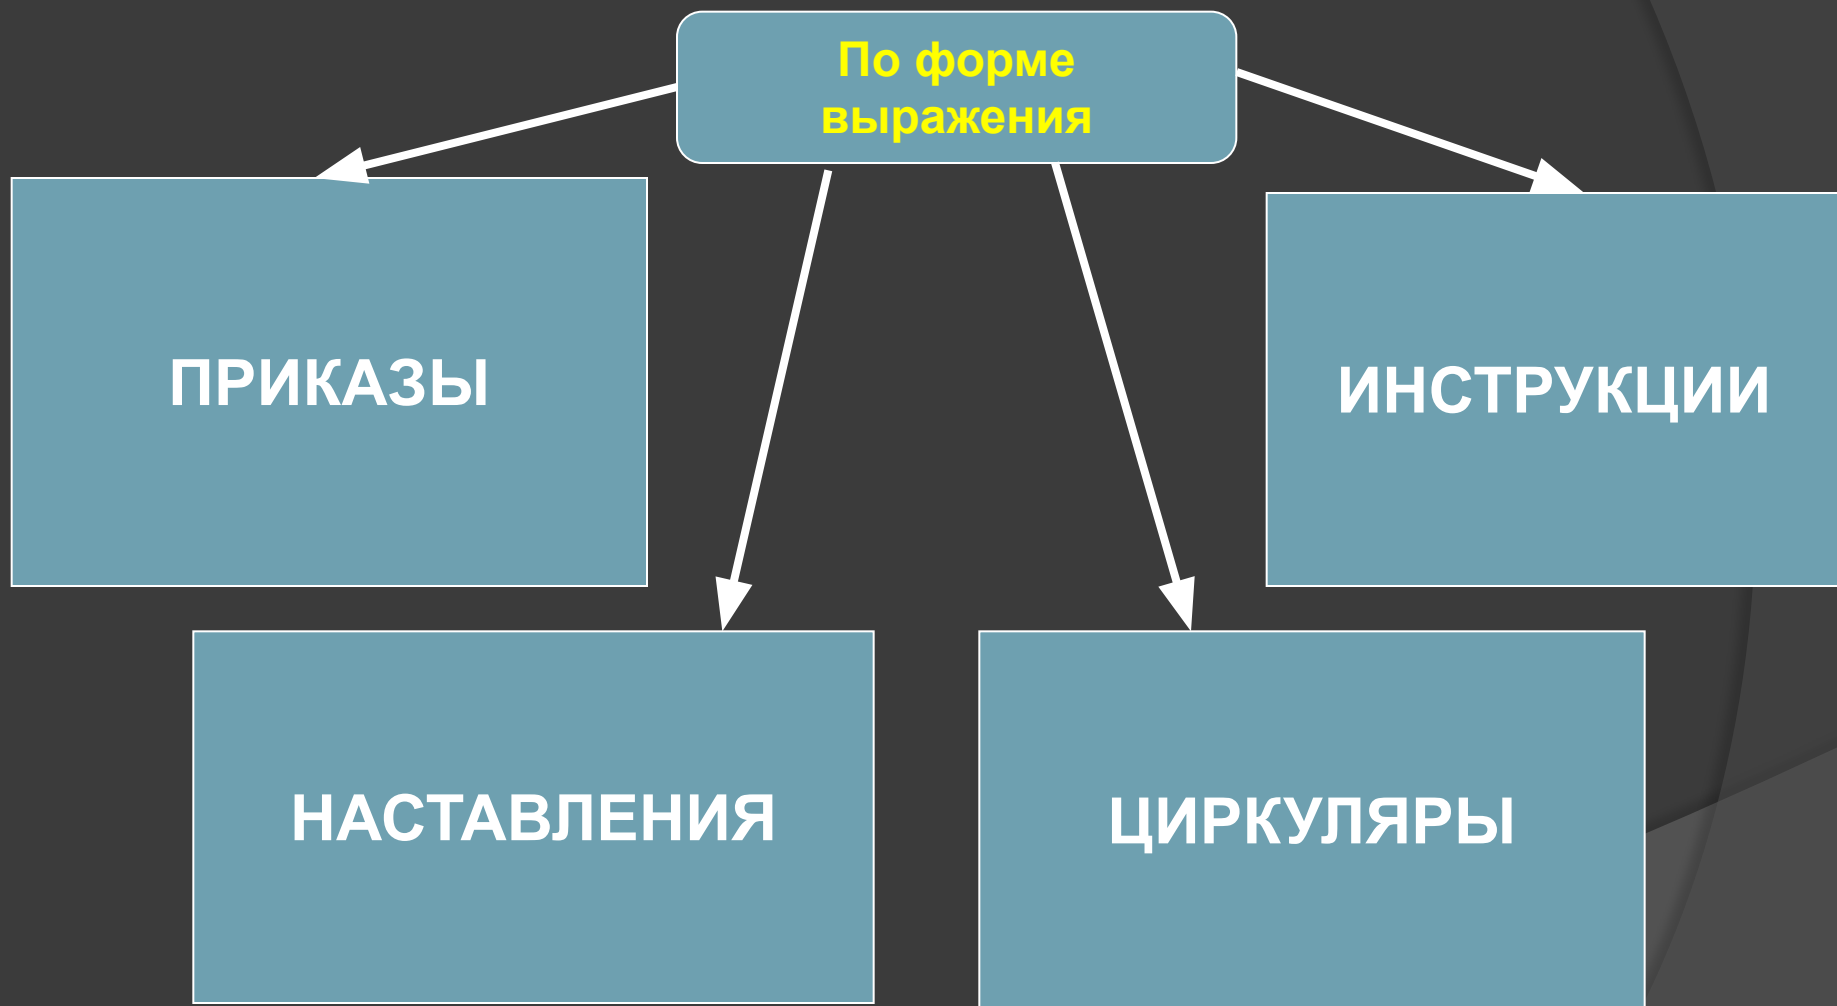 По форме
выражения
ПРИКАЗЫ
ИНСТРУКЦИИ
НАСТАВЛЕНИЯ
ЦИРКУЛЯРЫ